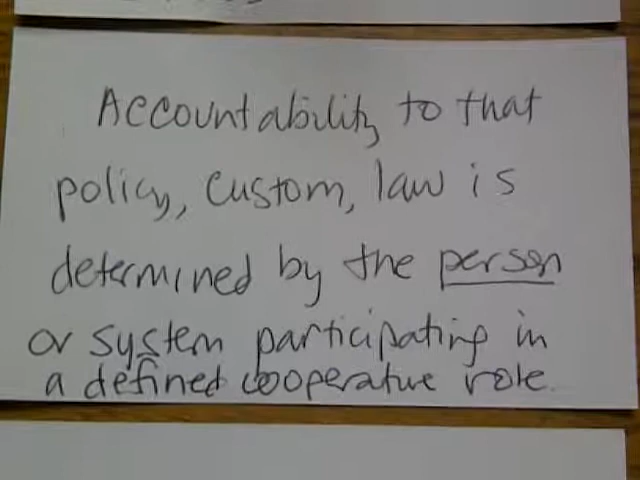 Accountability to that
policy, custom, law is
determined by the person
or system participating in
a defined cooperative role.